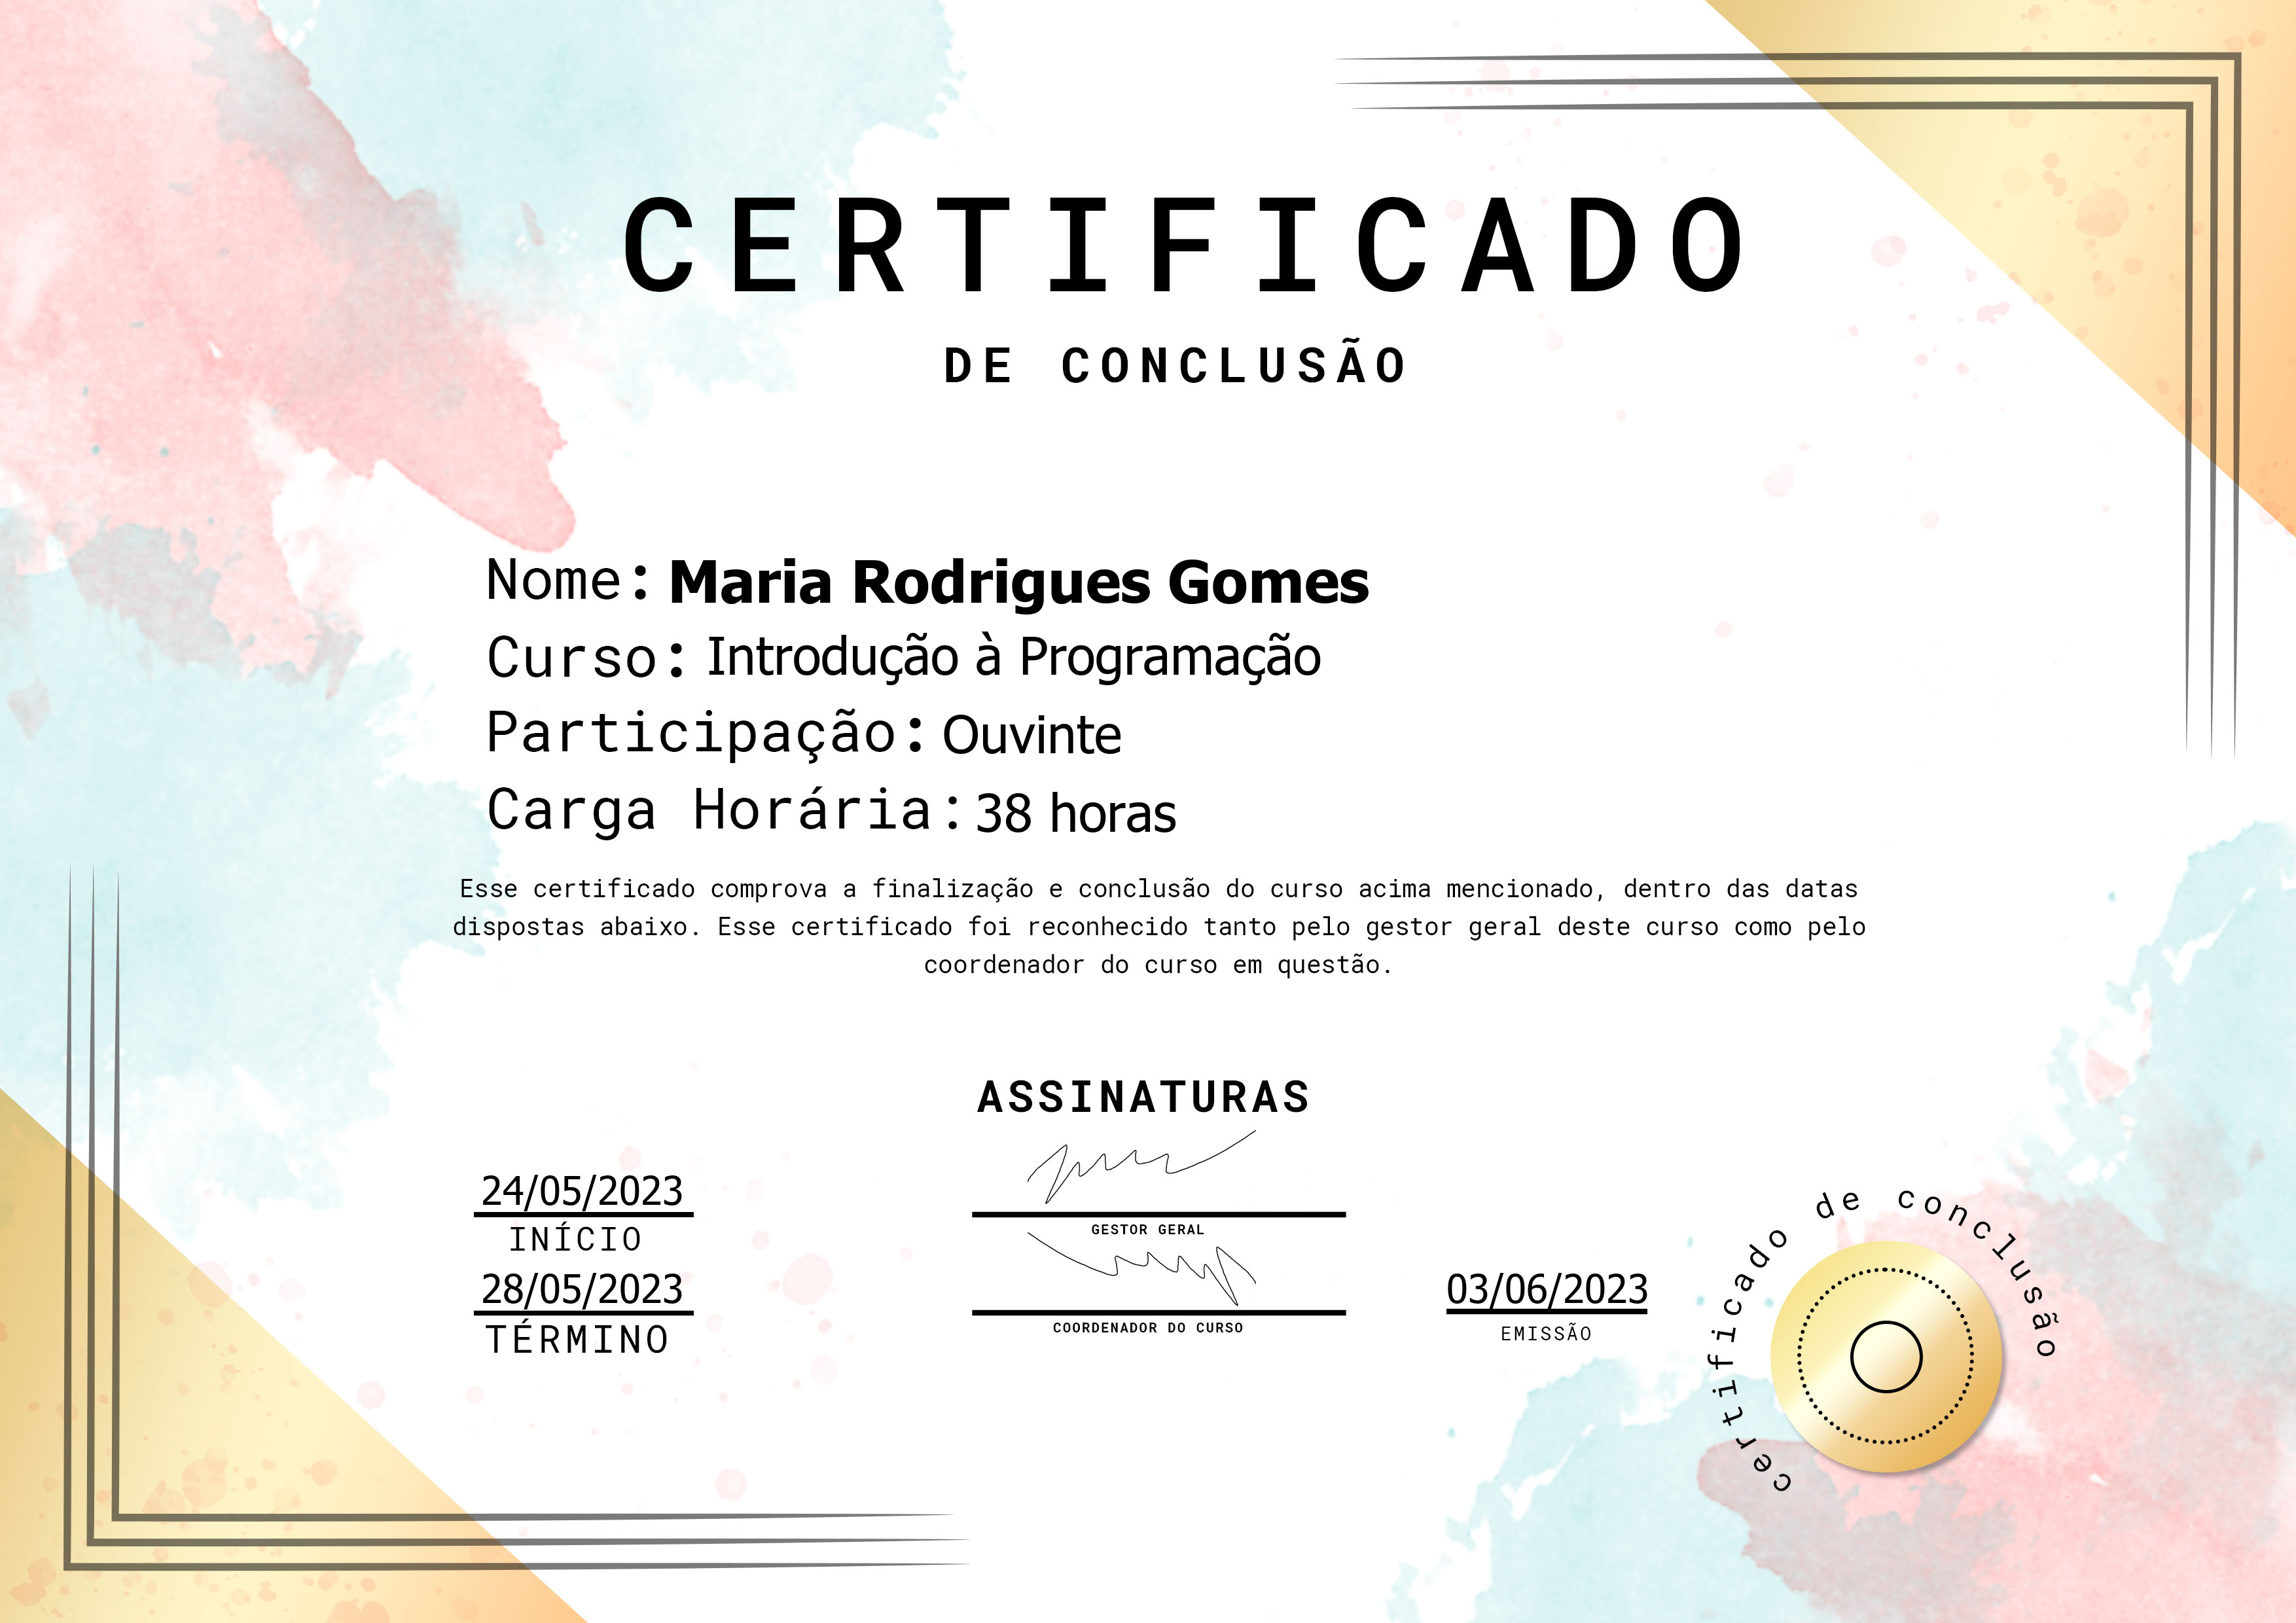 CERTIFICADO
DE CONCLUSÃO
Nome: Maria Rodrigues Gomes
Curso: Introdução à Programação
Participação: Ouvinte
Carga Horária: 38 horas
Esse certificado comprova a finalização e conclusão do curso acima mencionado, dentro das datas
dispostas abaixo. Esse certificado foi reconhecido tanto pelo gestor geral deste curso como pelo
coordenador do curso em questão.
ASSINATURAS
24/05/2023
INÍCIO
GESTOR GERAL
28/05/2023
TÉRMINO
COORDENADOR DO CURSO
03/06/2023
EMISSÃO
certificado de conclusão